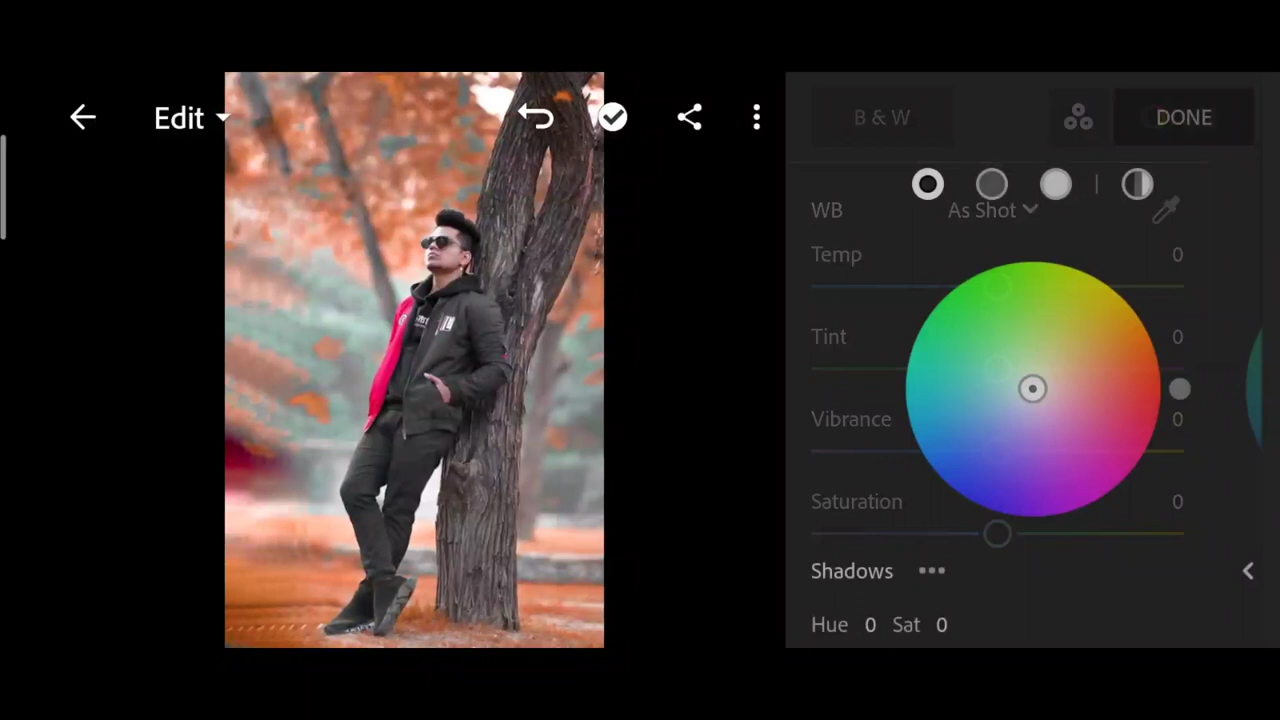 Edit
B & W
DONE
WB
As Shot
Temp
0
Tint
0
Vibrance
0
Saturation
0
Shadows
Hue 0 Sat 0